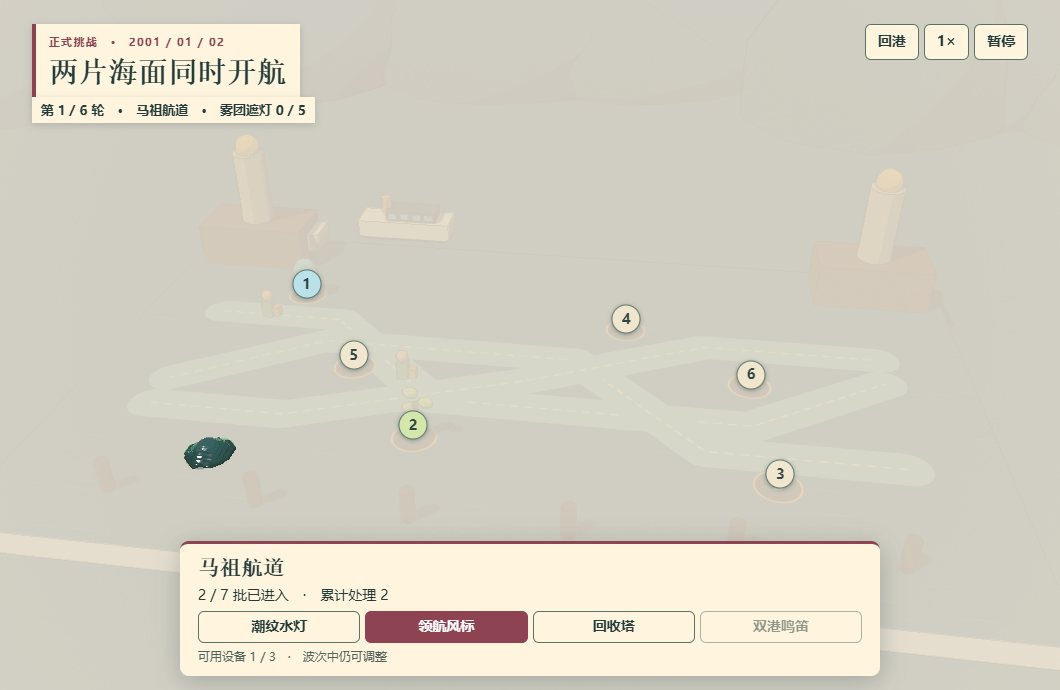 正式挑战 • 2001 / 01 / 02
两片海面同时开航
第 1 / 6 轮 • 马祖航道 • 雾团遮灯 0 / 5
回港
1×
暂停
1
4
5
6
2
3
马祖航道
2 / 7 批已进入 · 累计处理 2
潮纹水灯
领航风标
回收塔
双港鸣笛
可用设备 1 / 3 · 波次中仍可调整